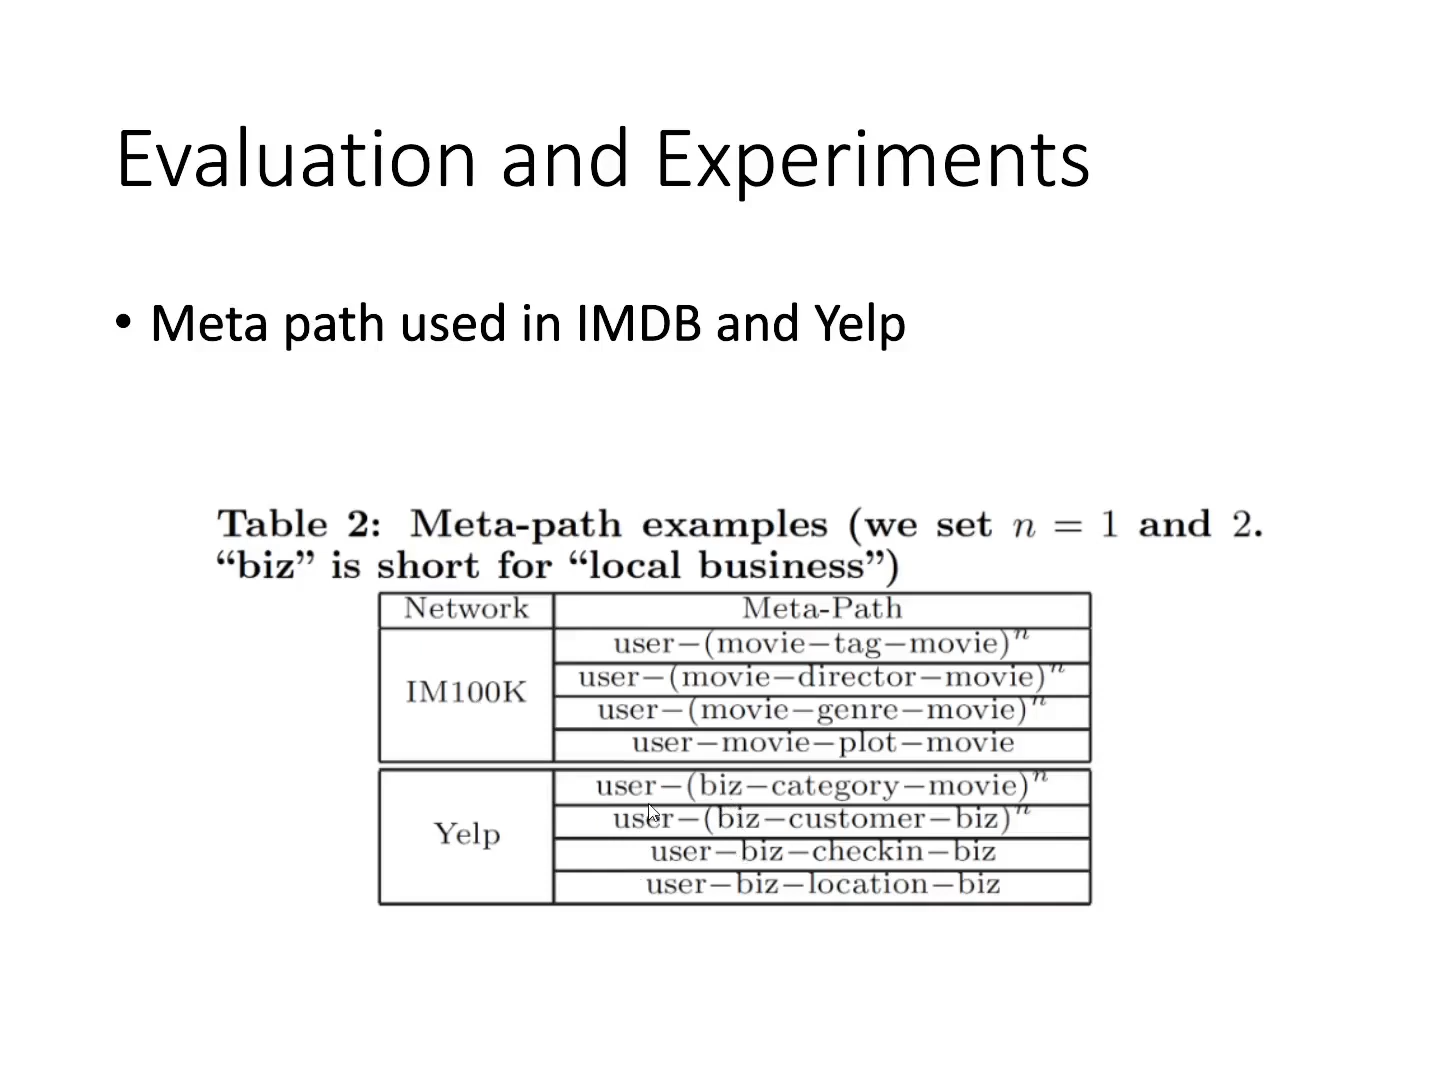 Evaluation and Experiments
• Meta path used in IMDB and Yelp
Table 2: Meta-path examples (we set n = 1 and 2.
“biz” is short for “local business”)
Network Meta-Path
user−(movie−tag−movie)^n
user−(movie−director−movie)^n
IM100K
user−(movie−genre−movie)^n
user−movie−plot−movie
user−(biz−category−movie)^n
user−(biz−customer−biz)^n
Yelp
user−biz−checkin−biz
user−biz−location−biz